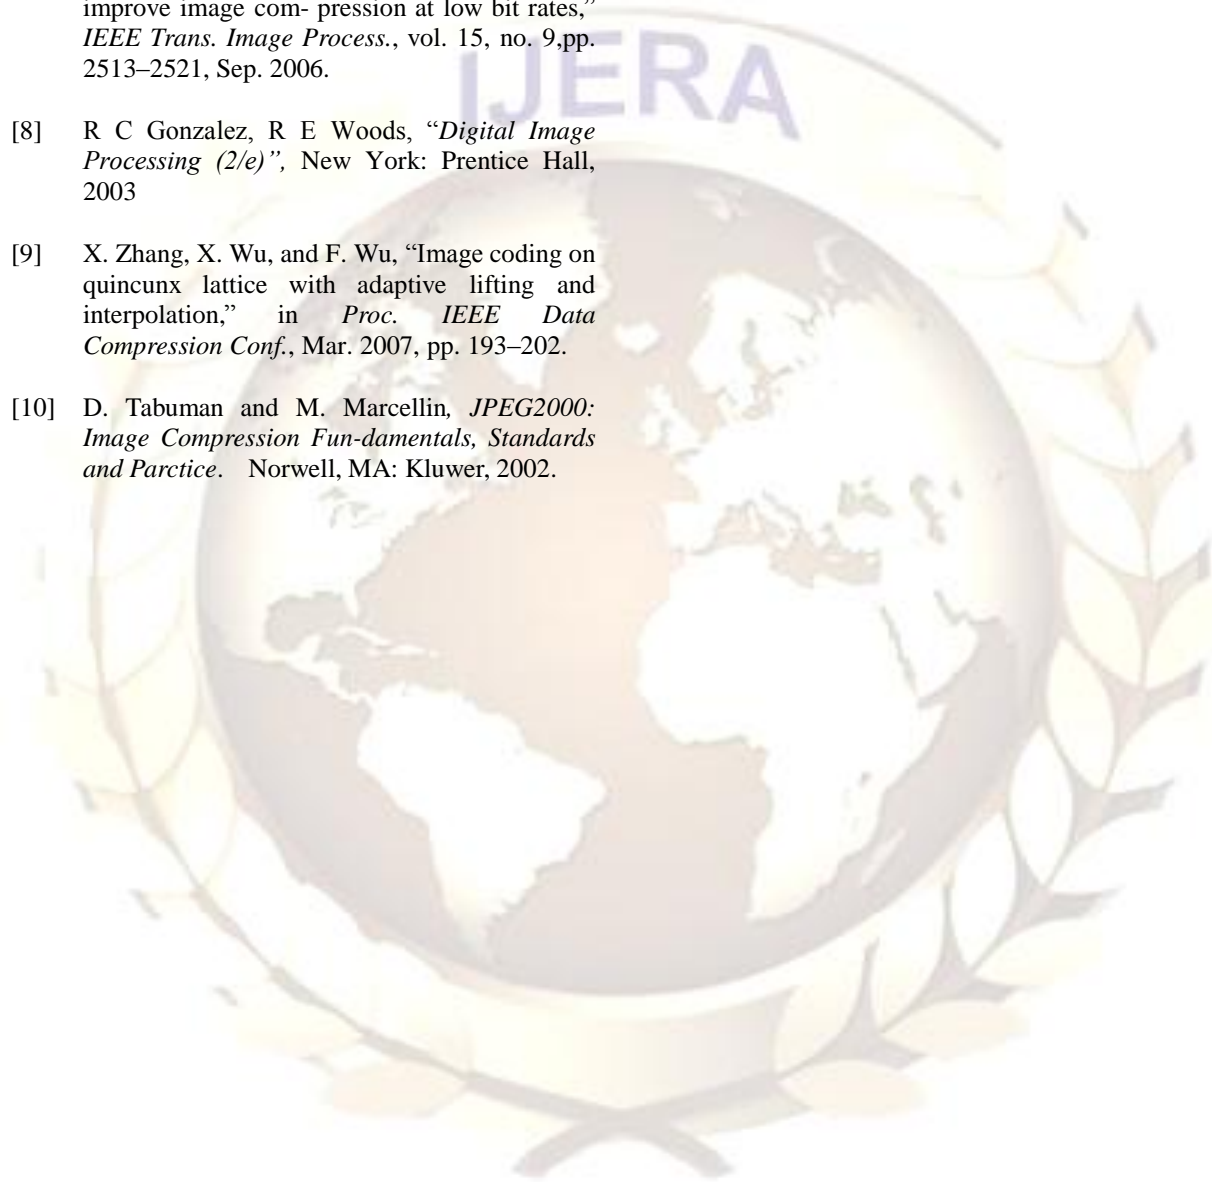 improve image com- pression at low bit rates,”
IEEE Trans. Image Process., vol. 15, no. 9,pp.
2513–2521, Sep. 2006.
IJERA
[8] R C Gonzalez, R E Woods, “Digital Image
Processing (2/e)”, New York: Prentice Hall,
2003
[9] X. Zhang, X. Wu, and F. Wu, “Image coding on
quincunx lattice with adaptive lifting and
interpolation,” in Proc. IEEE Data
Compression Conf., Mar. 2007, pp. 193–202.
[10] D. Tabuman and M. Marcellin, JPEG2000:
Image Compression Fun-damentals, Standards
and Parctice. Norwell, MA: Kluwer, 2002.